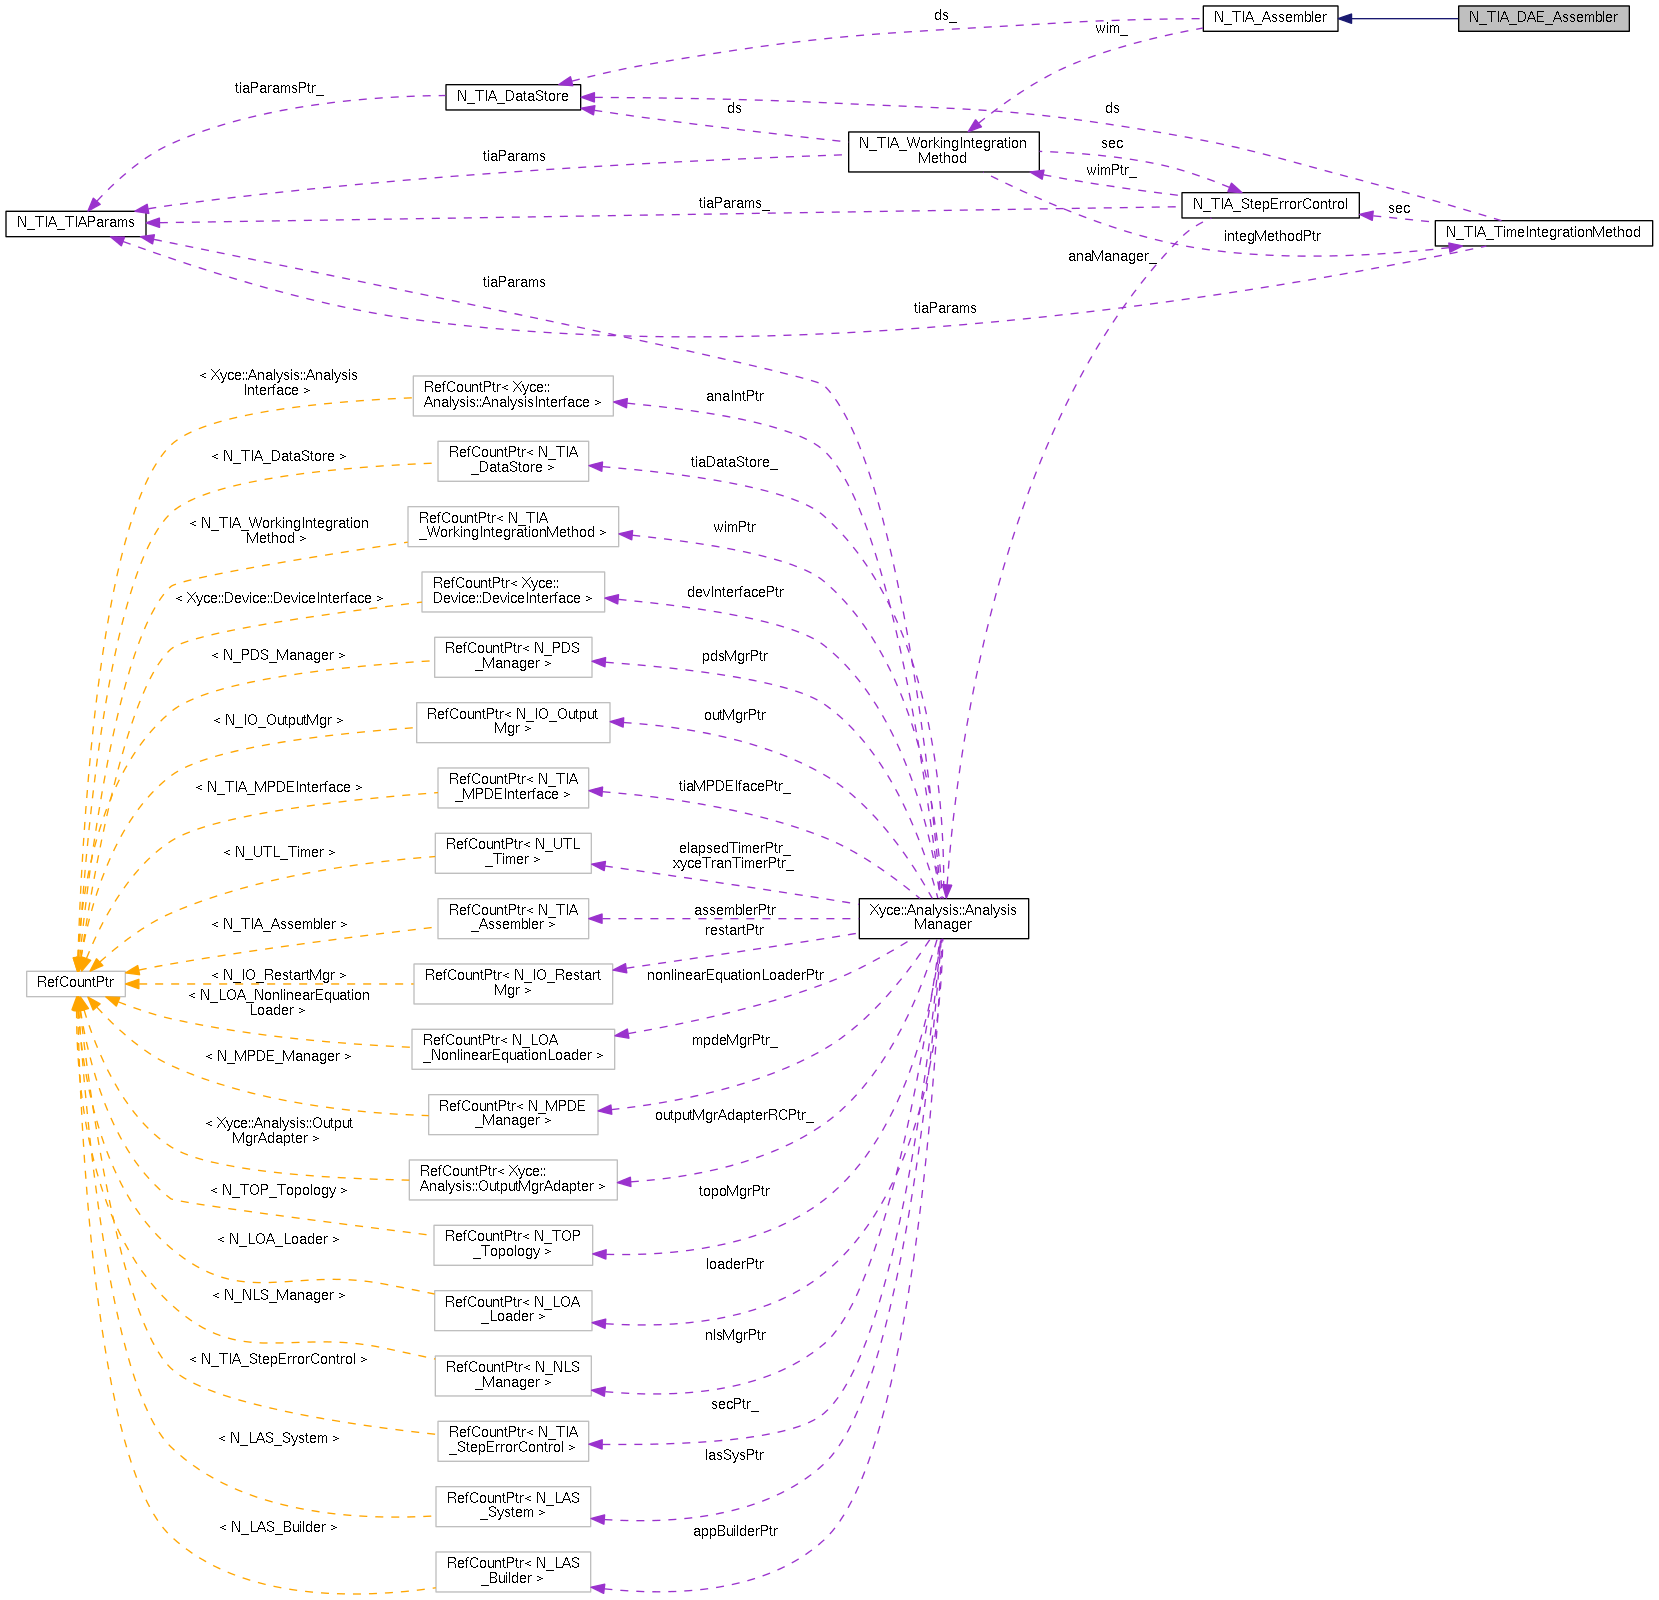 ds_
N_TIA_Assembler
N_TIA_DAE_Assembler
wim_
tiaParamsPtr_
N_TIA_DataStore
ds
ds
N_TIA_WorkingIntegration
Method
sec
tiaParams
wimPtr_
N_TIA_StepErrorControl
tiaParams_
sec
N_TIA_TIAParams
N_TIA_TimeIntegrationMethod
integMethodPtr
anaManager_
tiaParams
tiaParams
< Xyce::Analysis::Analysis
Interface >
RefCountPtr< Xyce::
Analysis::AnalysisInterface >
anaIntPtr
< N_TIA_DataStore >
RefCountPtr< N_TIA
_DataStore >
tiaDataStore_
< N_TIA_WorkingIntegration
Method >
RefCountPtr< N_TIA
_WorkingIntegrationMethod >
wimPtr
< Xyce::Device::DeviceInterface >
RefCountPtr< Xyce::
Device::DeviceInterface >
devInterfacePtr
< N_PDS_Manager >
RefCountPtr< N_PDS
_Manager >
pdsMgrPtr
< N_IO_OutputMgr >
RefCountPtr< N_IO_Output
Mgr >
outMgrPtr
< N_TIA_MPDEInterface >
RefCountPtr< N_TIA
_MPDEInterface >
tiaMPDEIfacePtr_
< N_UTL_Timer >
RefCountPtr< N_UTL
_Timer >
elapsedTimerPtr_
xyceTranTimerPtr_
< N_TIA_Assembler >
RefCountPtr< N_TIA
_Assembler >
assemblerPtr
Xyce::Analysis::Analysis
Manager
restartPtr
RefCountPtr
< N_IO_RestartMgr >
RefCountPtr< N_IO_Restart
Mgr >
nonlinearEquationLoaderPtr
< N_LOA_NonlinearEquation
Loader >
RefCountPtr< N_LOA
_NonlinearEquationLoader >
mpdeMgrPtr_
< N_MPDE_Manager >
RefCountPtr< N_MPDE
_Manager >
outputMgrAdapterRCPtr_
< Xyce::Analysis::Output
MgrAdapter >
RefCountPtr< Xyce::
Analysis::OutputMgrAdapter >
topoMgrPtr
< N_TOP_Topology >
RefCountPtr< N_TOP
_Topology >
loaderPtr
< N_LOA_Loader >
RefCountPtr< N_LOA
_Loader >
nlsMgrPtr
< N_NLS_Manager >
RefCountPtr< N_NLS
_Manager >
secPtr_
< N_TIA_StepErrorControl >
RefCountPtr< N_TIA
_StepErrorControl >
lasSysPtr
< N_LAS_System >
RefCountPtr< N_LAS
_System >
appBuilderPtr
< N_LAS_Builder >
RefCountPtr< N_LAS
_Builder >